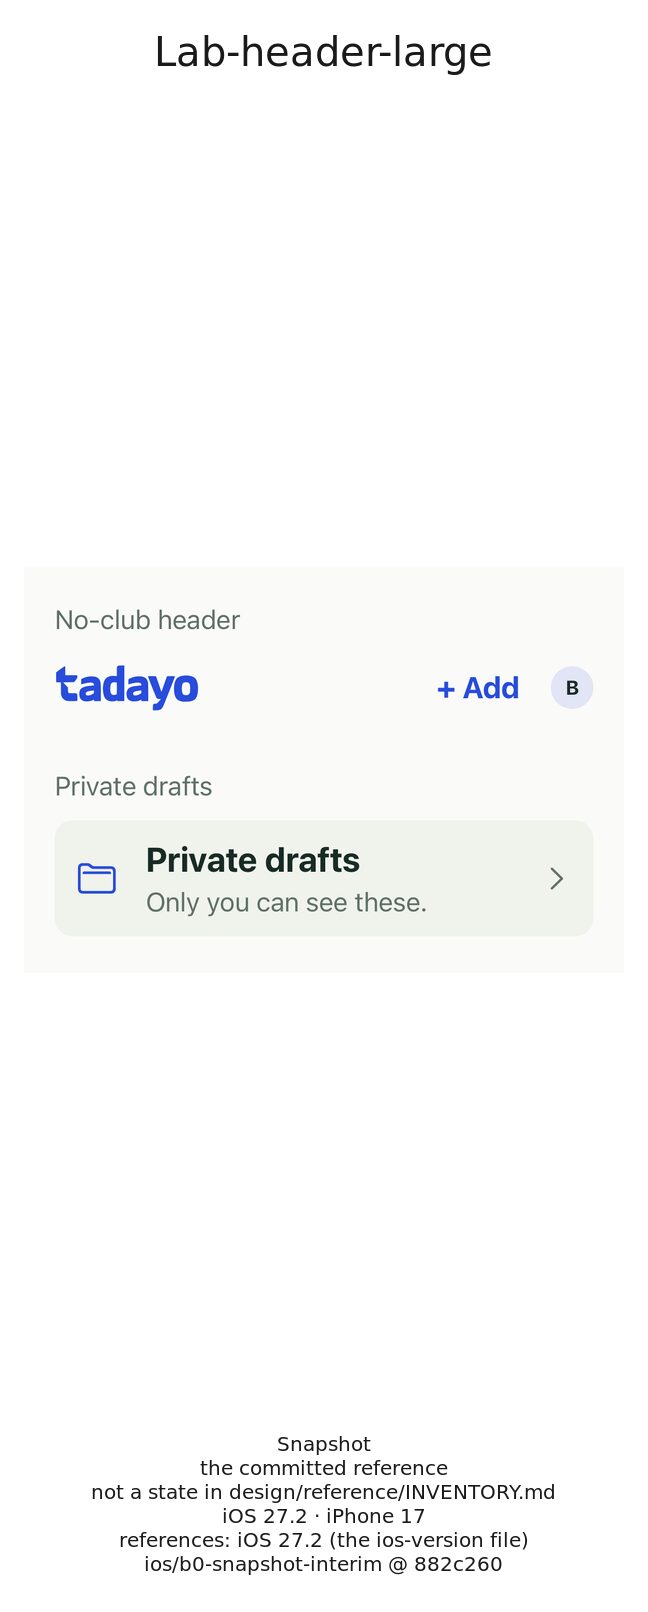 Lab-header-large
No-club header
tadayo
+ Add
B
Private drafts
Private drafts
Only you can see these.
Snapshot
the committed reference
not a state in design/reference/INVENTORY.md
iOS 27.2 · iPhone 17
references: iOS 27.2 (the ios-version file)
ios/b0-snapshot-interim @ 882c260